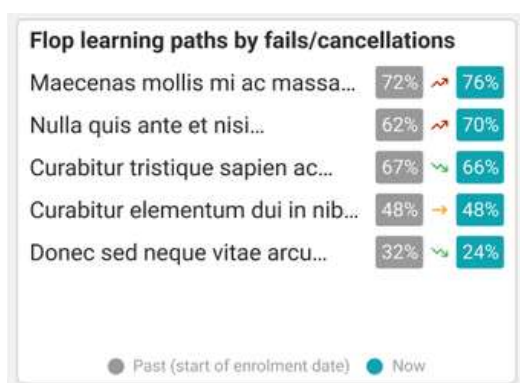 Flop learning paths by fails/cancellations
Maecenas mollis mi ac massa... 72% 76%
Nulla quis ante et nisi... 62% 70%
Curabitur tristique sapien ac... 67% 66%
Curabitur elementum dui in nib... 48% 48%
Donec sed neque vitae arcu... 32% 24%
Past (start of enrolment date) Now